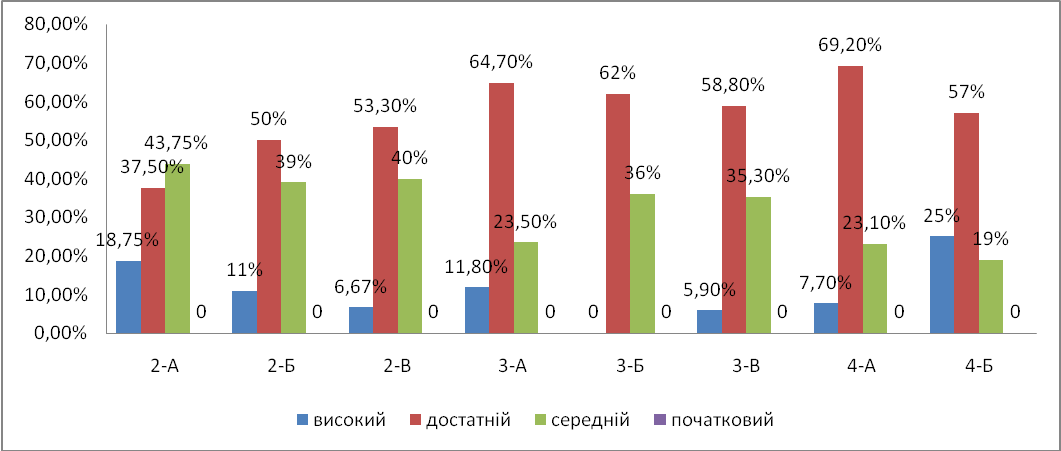 80,00%
70,00%
60,00%
50,00%
40,00%
30,00%
20,00%
10,00%
0,00%
18,75% 37,50% 43,75%
11% 50% 39% 0
6,67% 53,30% 40% 0
11,80% 64,70% 23,50% 0
0 62% 36% 0
5,90% 58,80% 35,30% 0
7,70% 69,20% 23,10% 0
25% 57% 19% 0
0
2-А 2-Б 2-В 3-А 3-Б 3-В 4-А 4-Б
високий достатній середній початковий